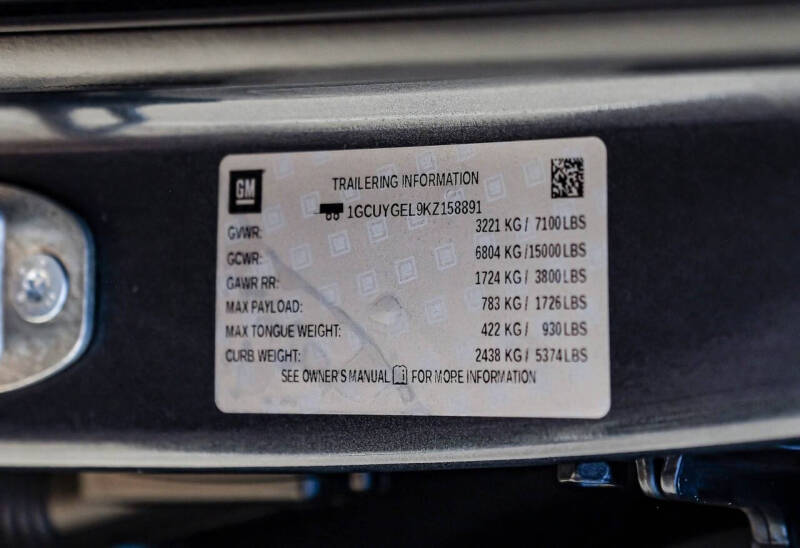 GM
TRAILERING INFORMATION
1GCUYGEL9KZ158891
GVWR: 3221 KG / 7100 LBS
GCWR: 6804 KG /15000 LBS
GAWR RR: 1724 KG / 3800 LBS
MAX PAYLOAD: 783 KG / 1726 LBS
MAX TONGUE WEIGHT: 422 KG / 930 LBS
CURB WEIGHT: 2438 KG / 5374 LBS
SEE OWNER'S MANUAL FOR MORE INFORMATION